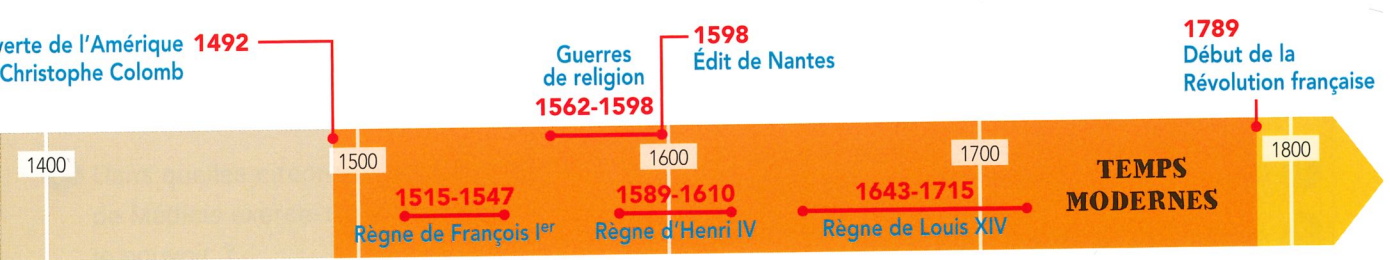 verte de l'Amérique 1492
Christophe Colomb
Guerres
de religion
1562-1598
1598
Édit de Nantes
1789
Début de la
Révolution française
1400
1500
1600
1700
1800
1515-1547
Règne de François Ier
1589-1610
Règne d'Henri IV
1643-1715
Règne de Louis XIV
TEMPS
MODERNES